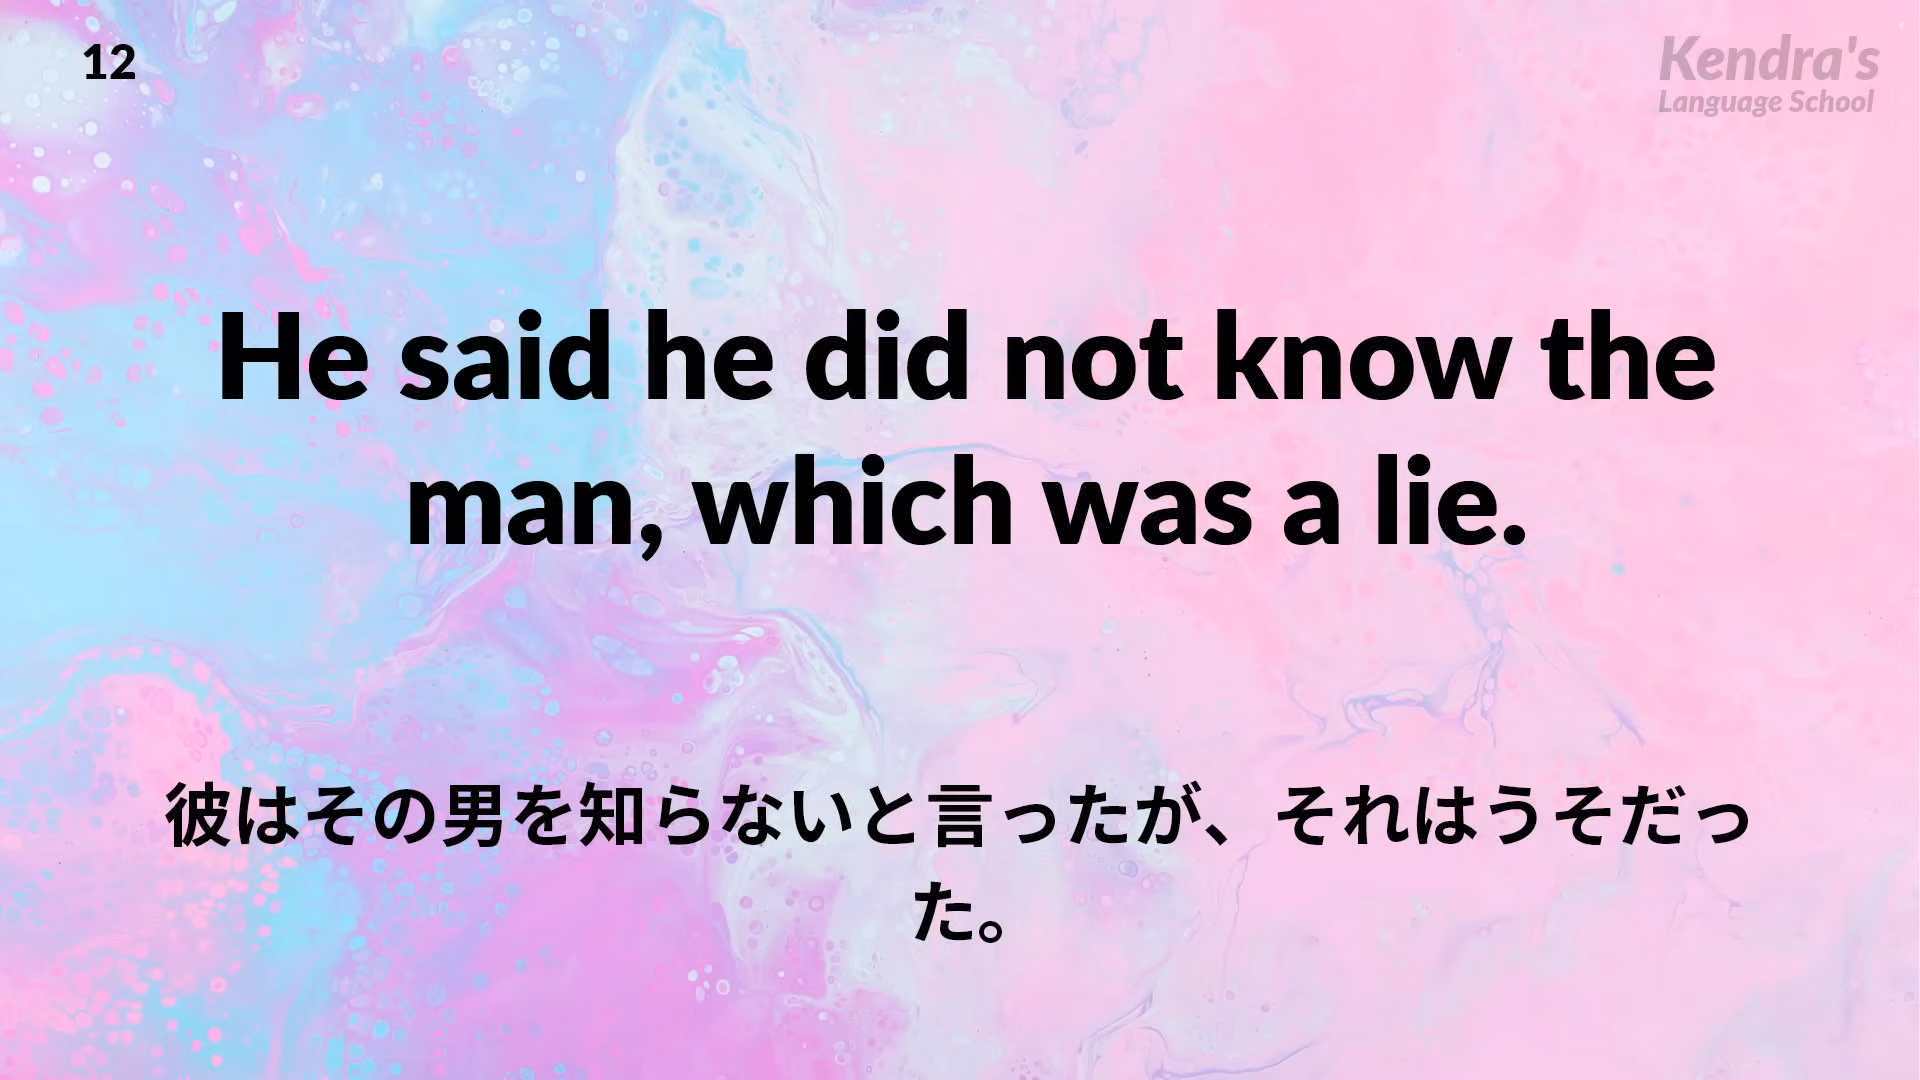 12
Kendra's
Language School
He said he did not know the
man, which was a lie.
彼はその男を知らないと言ったが、それはうそだっ
た。